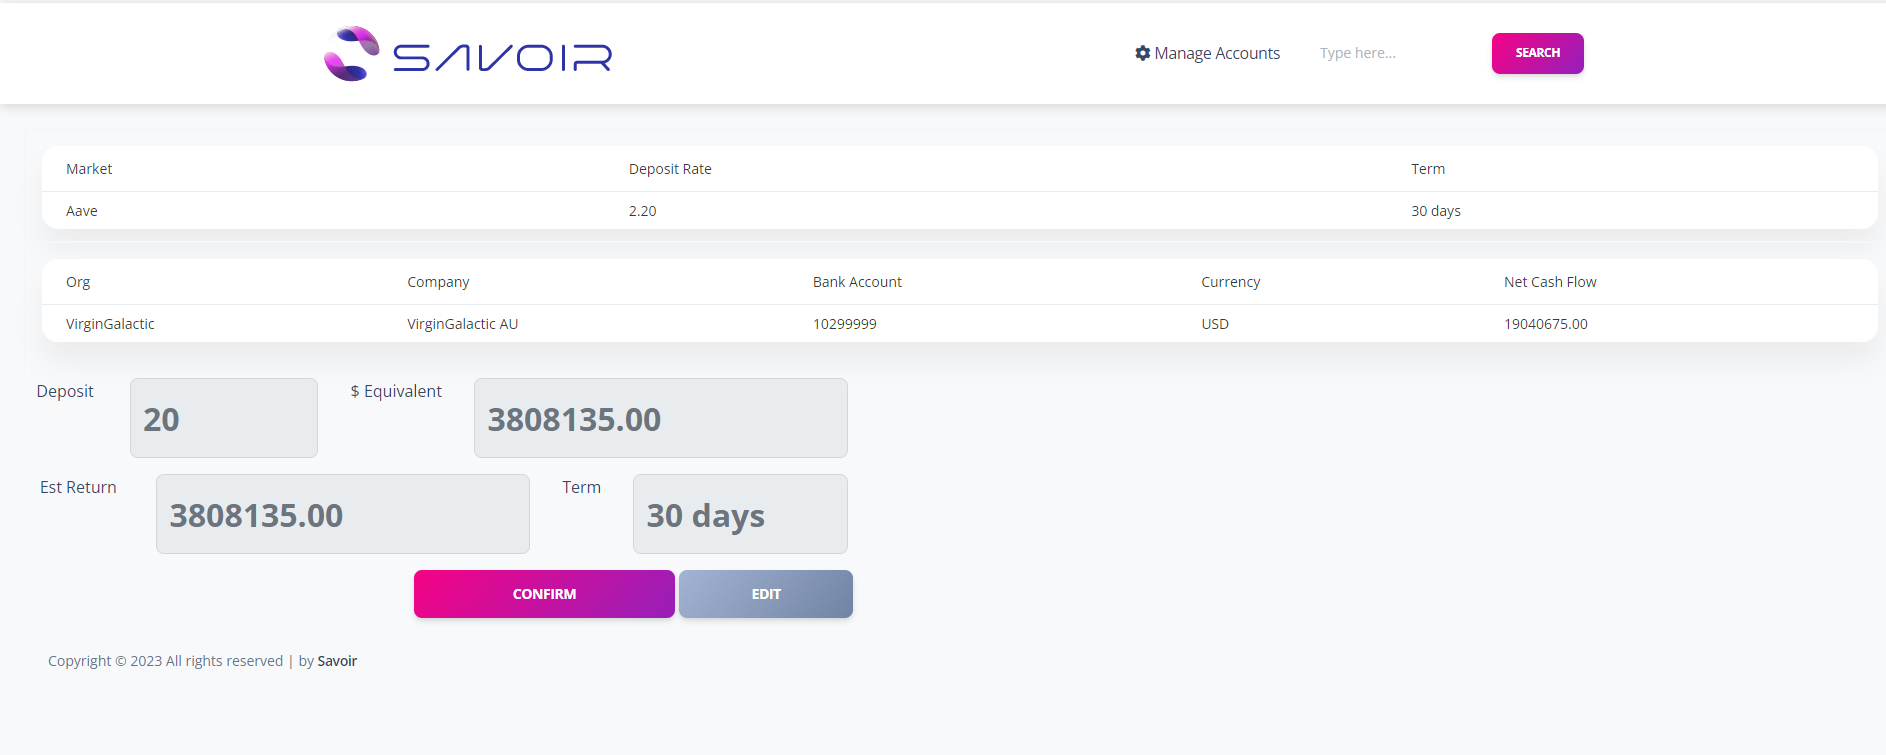 SAVOIR
Manage Accounts Type here... SEARCH
Market Deposit Rate Term
Aave 2.20 30 days
Org Company Bank Account Currency Net Cash Flow
VirginGalactic VirginGalactic AU 10299999 USD 19040675.00
Deposit 20 $ Equivalent 3808135.00
Est Return 3808135.00 Term 30 days
CONFIRM EDIT
Copyright © 2023 All rights reserved | by Savoir